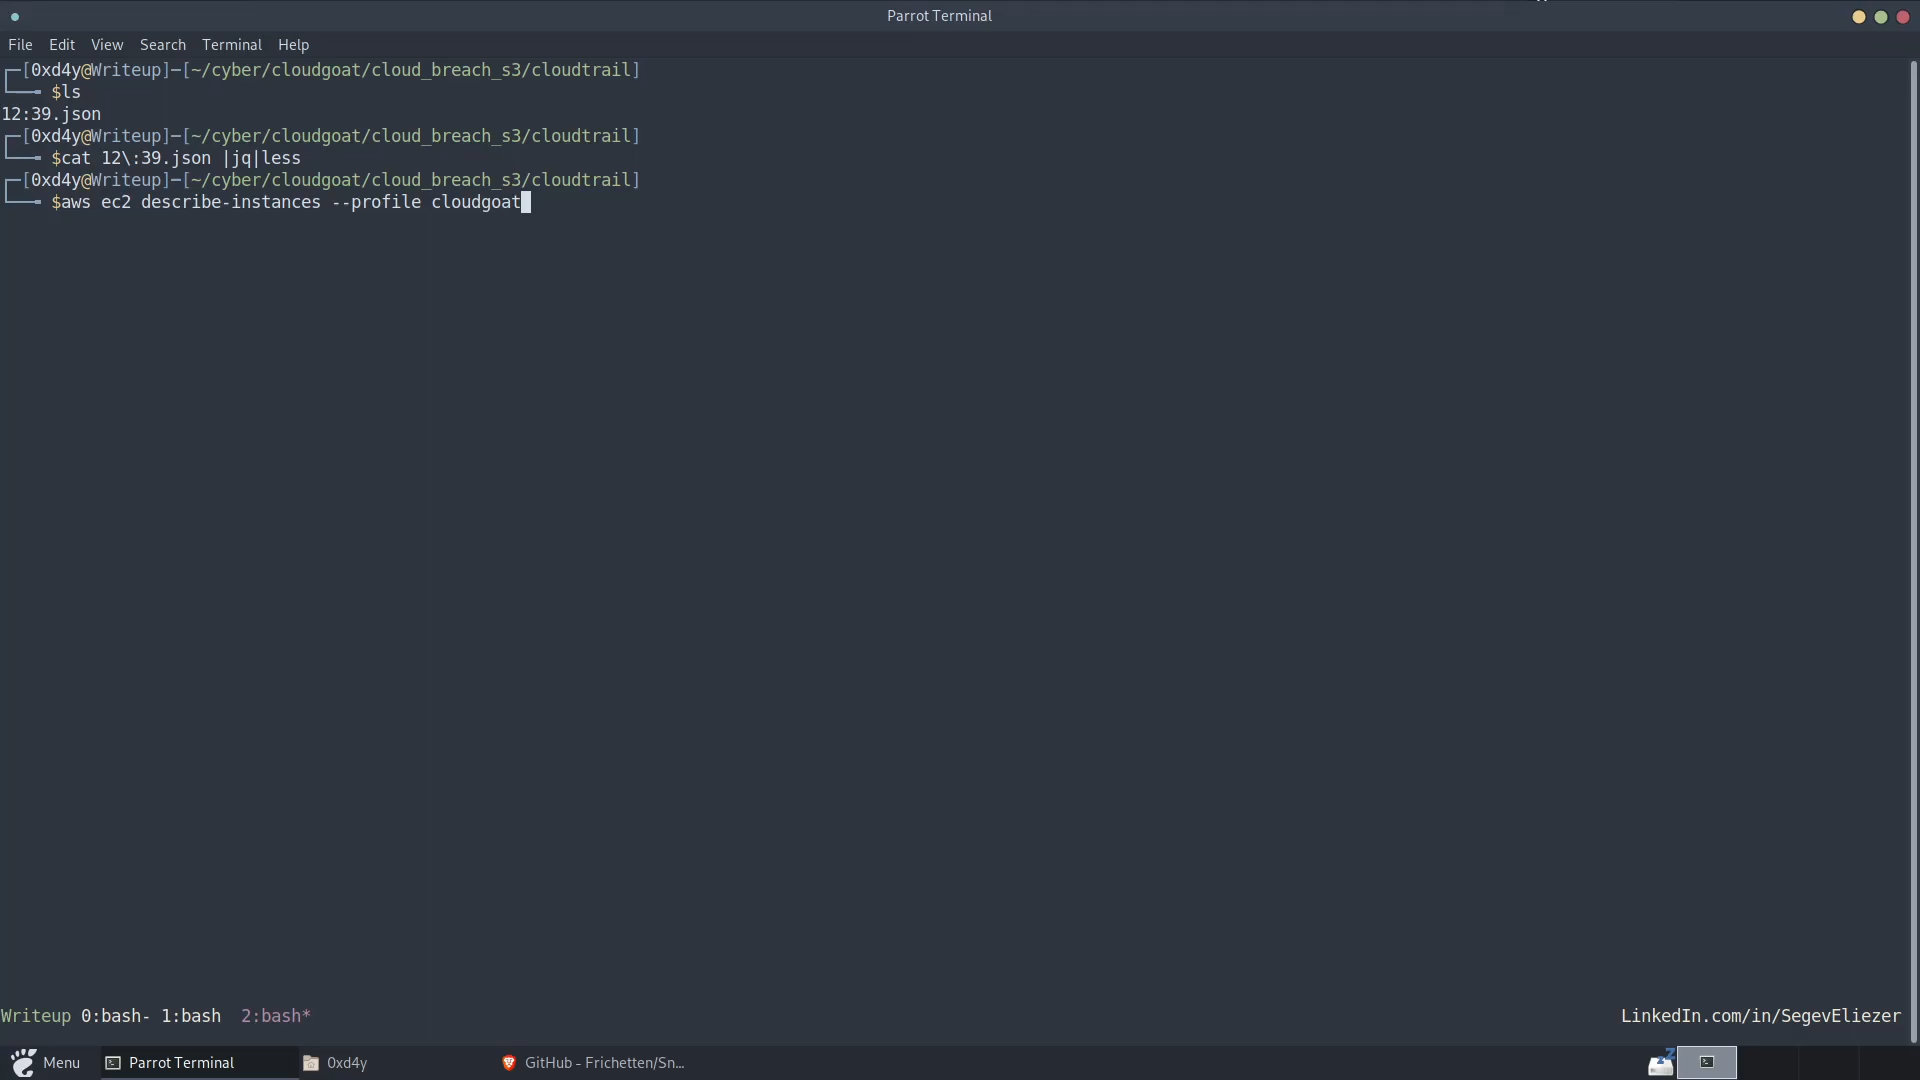 Parrot Terminal
File Edit View Search Terminal Help
┌─[0xd4y@Writeup]─[~/cyber/cloudgoat/cloud_breach_s3/cloudtrail]
└──╼ $ls
12:39.json
┌─[0xd4y@Writeup]─[~/cyber/cloudgoat/cloud_breach_s3/cloudtrail]
└──╼ $cat 12\:39.json |jq|less
┌─[0xd4y@Writeup]─[~/cyber/cloudgoat/cloud_breach_s3/cloudtrail]
└──╼ $aws ec2 describe-instances --profile cloudgoat
Writeup 0:bash- 1:bash 2:bash* LinkedIn.com/in/SegevEliezer
Menu Parrot Terminal 0xd4y GitHub - Frichetten/Sn...